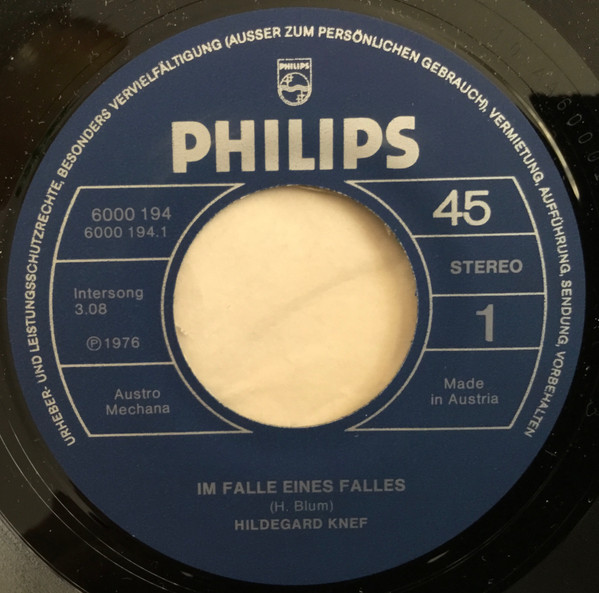 URHEBER- UND LEISTUNGSSCHUTZRECHTE, BESONDERS VERVIELFÄLTIGUNG (AUSSER ZUM PERSÖNLICHEN GEBRAUCH), VERMIETUNG, AUFFÜHRUNG, SENDUNG, VORBEHALTEN
PHILIPS
PHILIPS
6000 194
6000 194.1
45
STEREO
Intersong
3.08
℗ 1976
1
Austro
Mechana
Made
in Austria
IM FALLE EINES FALLES
(H. Blum)
HILDEGARD KNEF